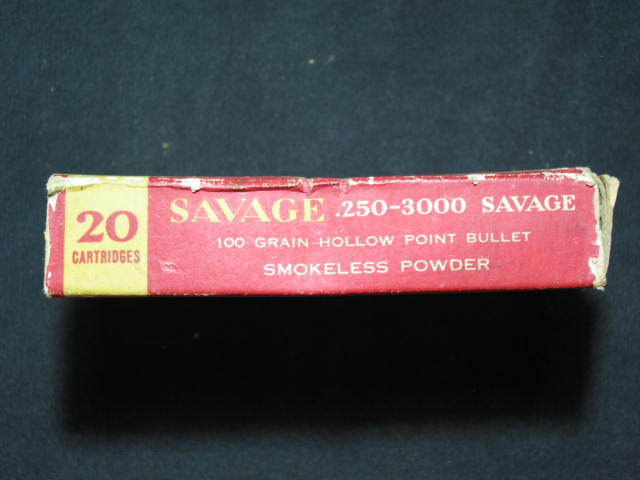 20
CARTRIDGES
SAVAGE .250-3000 SAVAGE
100 GRAIN HOLLOW POINT BULLET
SMOKELESS POWDER